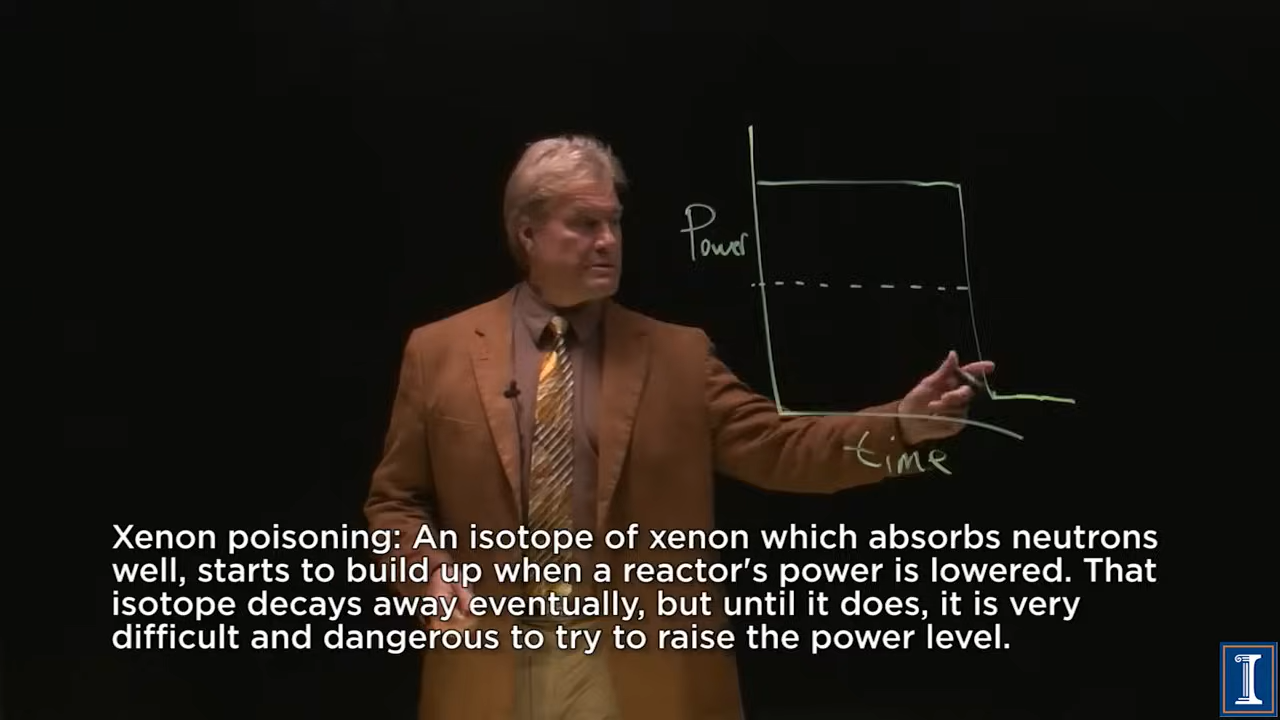 Power
time
Xenon poisoning: An isotope of xenon which absorbs neutrons
well, starts to build up when a reactor's power is lowered. That
isotope decays away eventually, but until it does, it is very
difficult and dangerous to try to raise the power level.
I